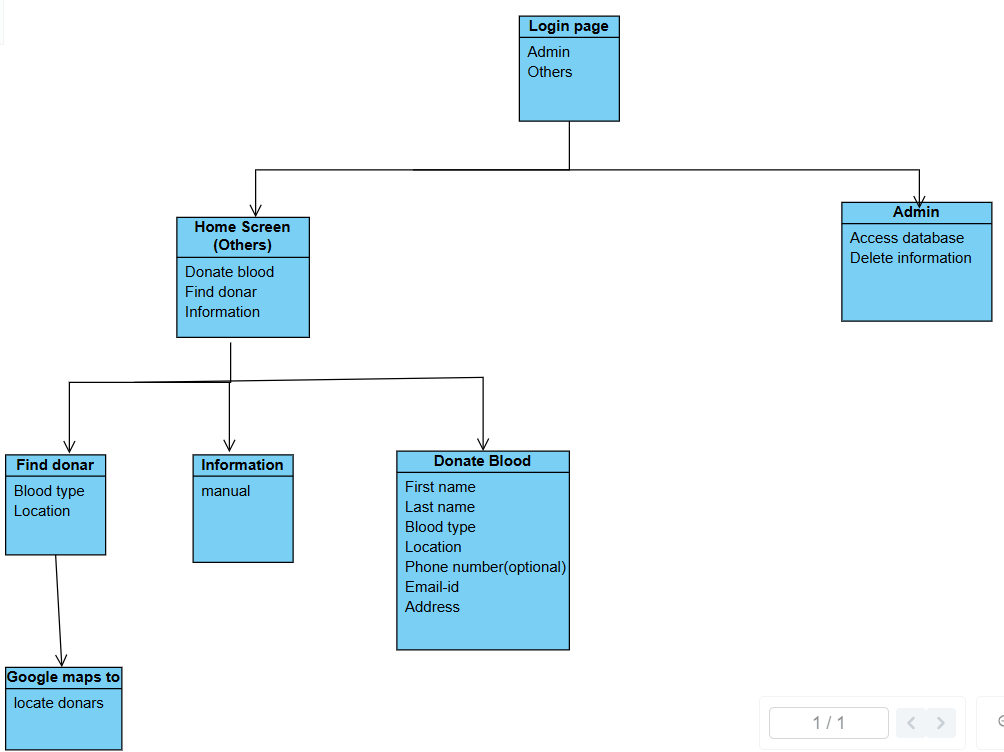 Login page
Admin
Others
Home Screen
(Others)
Donate blood
Find donar
Information
Admin
Access database
Delete information
Find donar
Blood type
Location
Information
manual
Donate Blood
First name
Last name
Blood type
Location
Phone number(optional)
Email-id
Address
Google maps to
locate donars
1 / 1